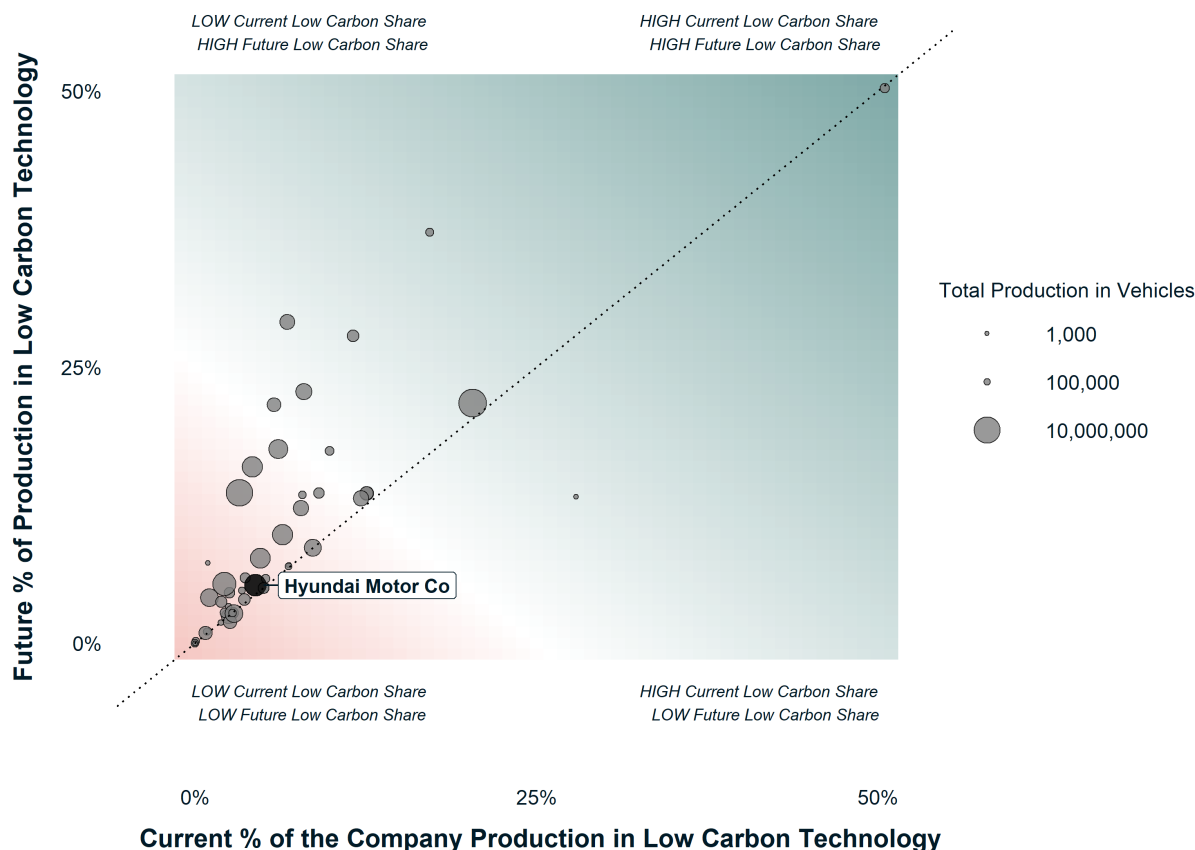 LOW Current Low Carbon Share
HIGH Future Low Carbon Share
HIGH Current Low Carbon Share
HIGH Future Low Carbon Share
Future % of Production in Low Carbon Technology
50%
25%
0%
Hyundai Motor Co
Total Production in Vehicles
1,000
100,000
10,000,000
LOW Current Low Carbon Share
LOW Future Low Carbon Share
HIGH Current Low Carbon Share
LOW Future Low Carbon Share
0%
25%
50%
Current % of the Company Production in Low Carbon Technology